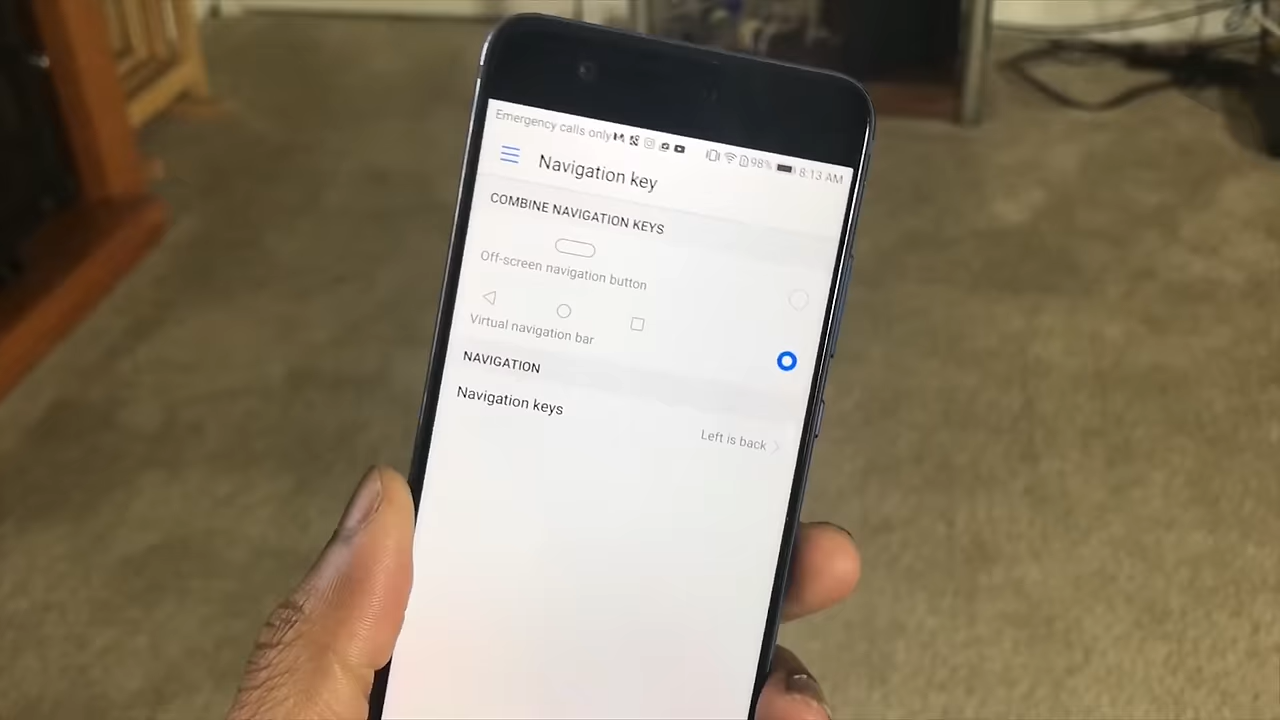 Emergency calls only 98% 8:13 AM
Navigation key
COMBINE NAVIGATION KEYS
Off-screen navigation button
Virtual navigation bar
NAVIGATION
Navigation keys
Left is back